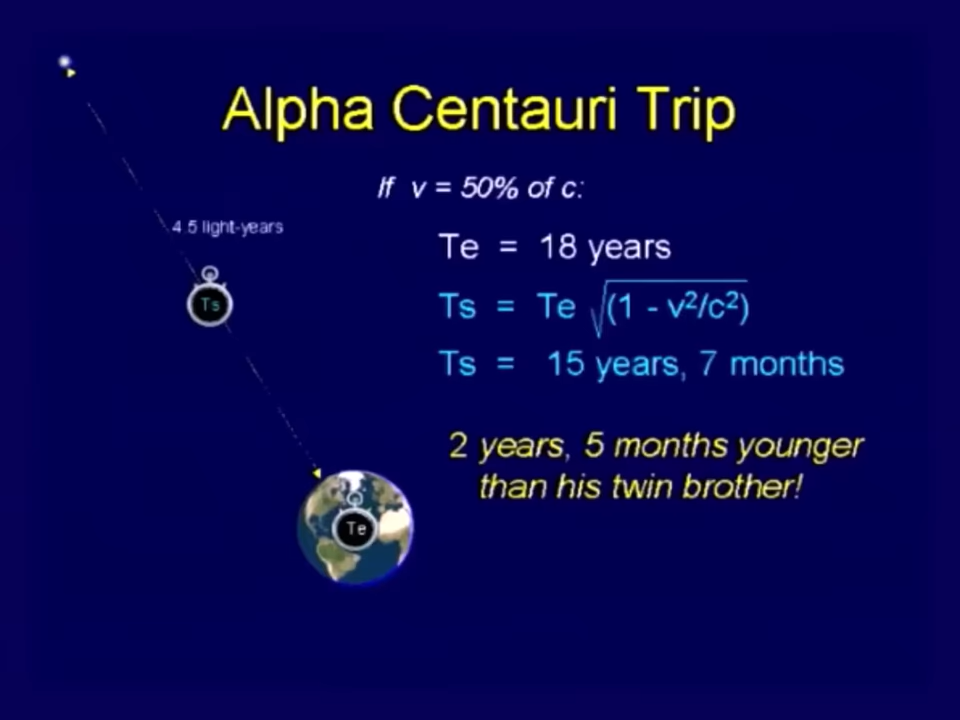 Alpha Centauri Trip
If v = 50% of c:
4.5 light-years
Te = 18 years
Ts
Ts = Te √(1 - v²/c²)
Ts = 15 years, 7 months
2 years, 5 months younger
than his twin brother!
Te